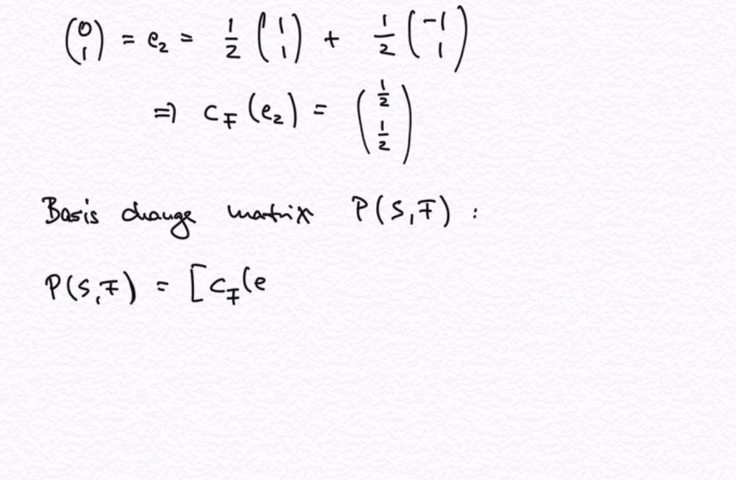 (0 1) = e₂ = 1/2 (1 1) + 1/2 (-1 1)
⇒ c_F (e₂) = (1/2 1/2)
Basis change matrix P(S,F) :
P(S,F) = [c_F(e